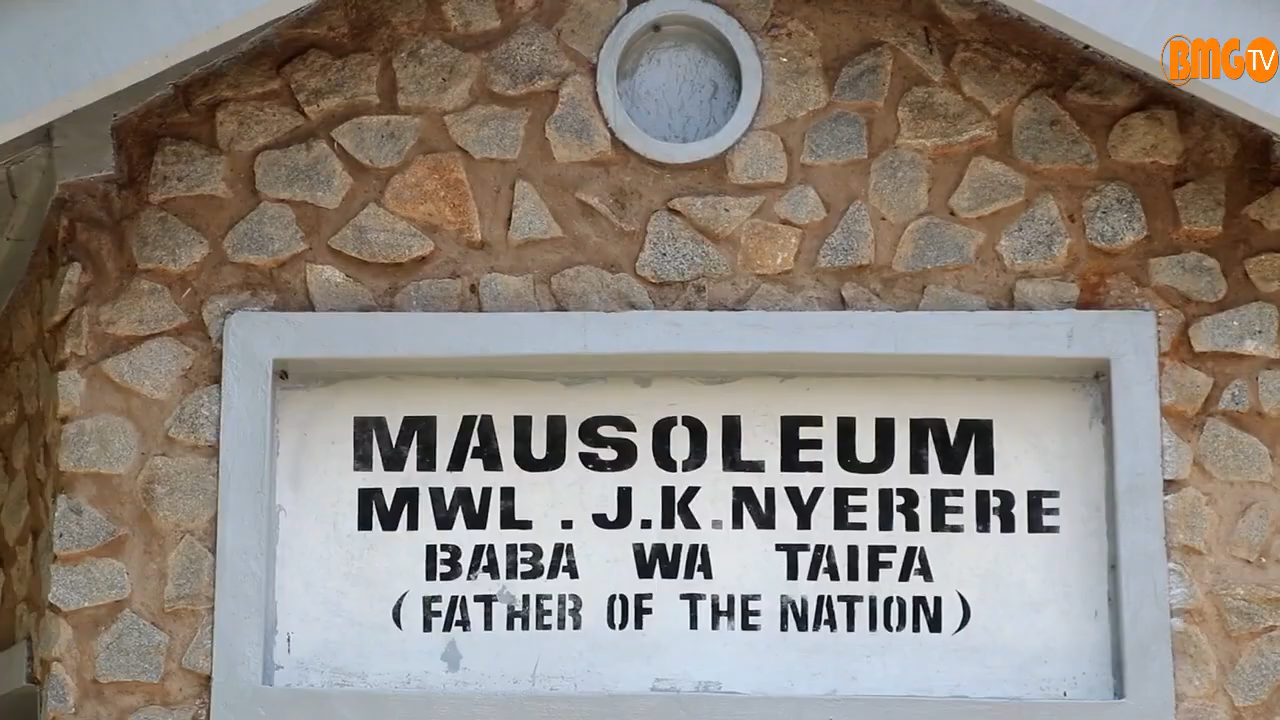 BMG TV
MAUSOLEUM
MWL . J.K.NYERERE
BABA WA TAIFA
(FATHER OF THE NATION)